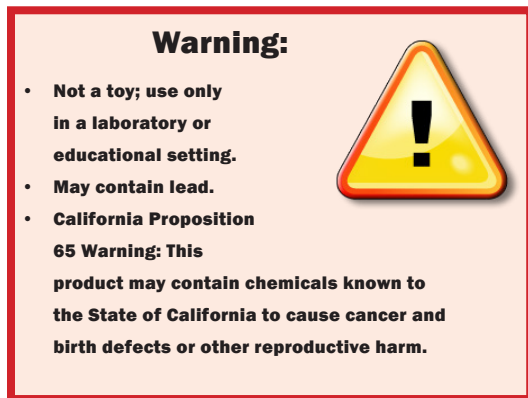 Warning:
• Not a toy; use only
in a laboratory or
educational setting.
• May contain lead.
• California Proposition
65 Warning: This
product may contain chemicals known to
the State of California to cause cancer and
birth defects or other reproductive harm.